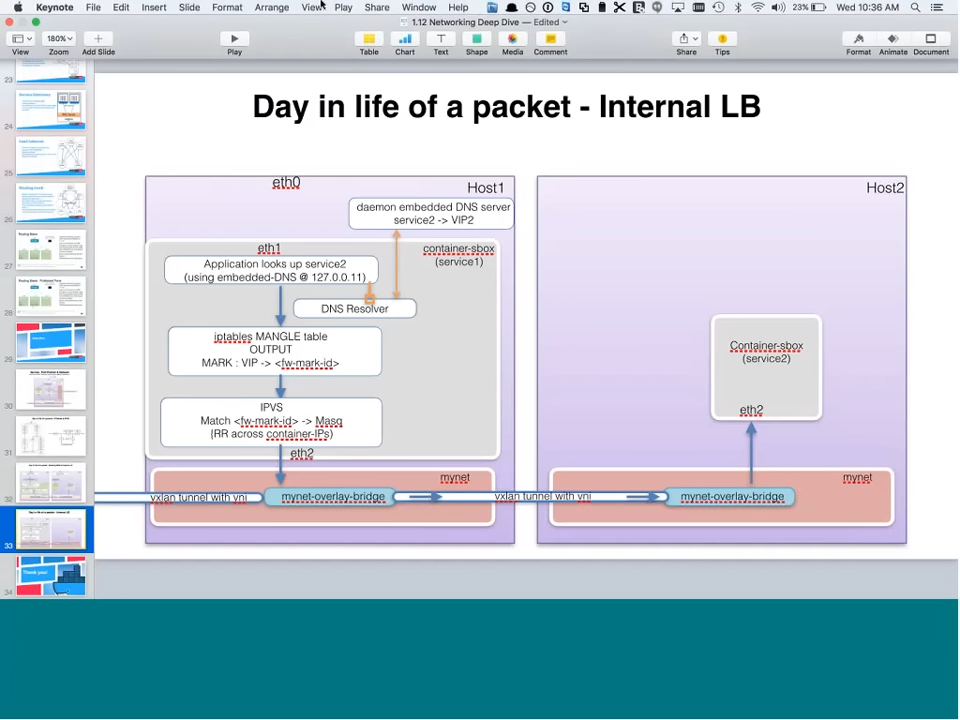 Keynote File Edit Insert Slide Format Arrange View Play Share Window Help 23% Wed 10:36 AM
1.12 Networking Deep Dive — Edited
180%
View Zoom Add Slide Play Table Chart Text Shape Media Comment Share Tips Format Animate Document
23
24
25
26
27
28
29
30
31
32
33
34
Thank you!
Day in life of a packet - Internal LB
eth0
Host1
daemon embedded DNS server
service2 -> VIP2
eth1
container-sbox
(service1)
Application looks up service2
(using embedded-DNS @ 127.0.0.11)
DNS Resolver
iptables MANGLE table
OUTPUT
MARK : VIP -> <fw-mark-id>
IPVS
Match <fw-mark-id> -> Masq
{RR across container-IPs)
eth2
mynet
vxlan tunnel with vni
mynet-overlay-bridge
vxlan tunnel with vni
Host2
Container-sbox
(service2)
eth2
mynet
mynet-overlay-bridge